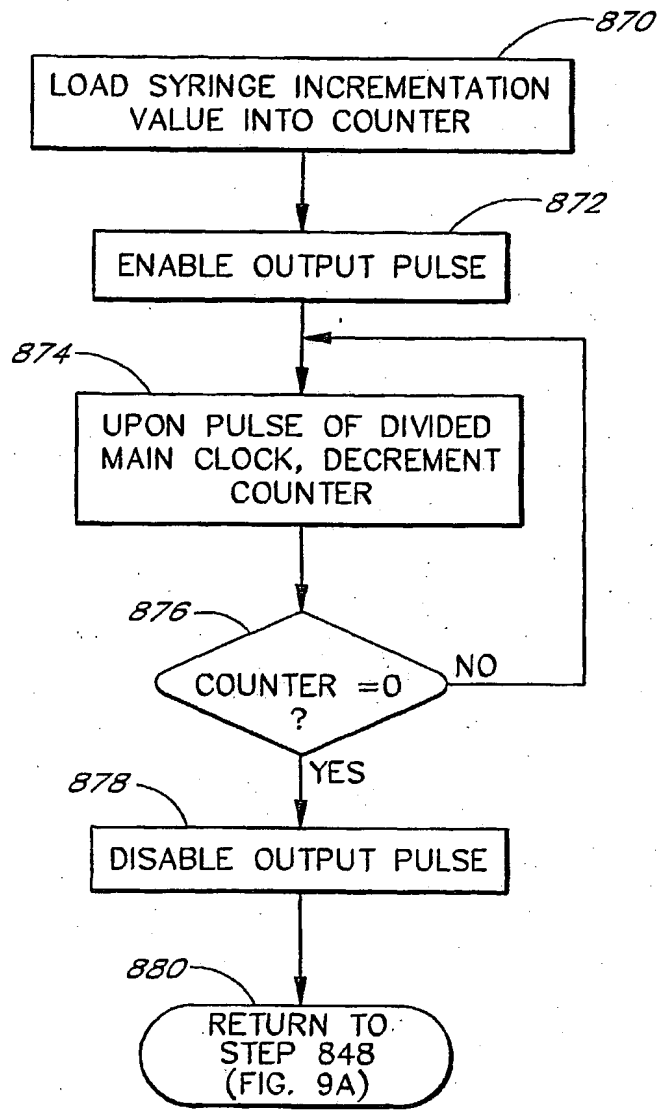 870
LOAD SYRINGE INCREMENTATION
VALUE INTO COUNTER
872
ENABLE OUTPUT PULSE
874
UPON PULSE OF DIVIDED
MAIN CLOCK, DECREMENT
COUNTER
876
COUNTER =0
?
NO
YES
878
DISABLE OUTPUT PULSE
880
RETURN TO
STEP 848
(FIG. 9A)